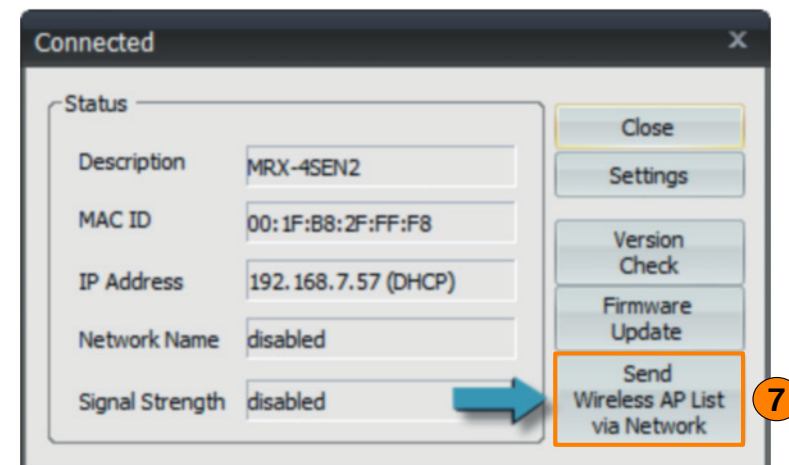 Connected x
Status
Description MRX-4SEN2
MAC ID 00:1F:B8:2F:FF:F8
IP Address 192.168.7.57 (DHCP)
Network Name disabled
Signal Strength disabled
Close
Settings
Version
Check
Firmware
Update
Send
Wireless AP List
via Network
7